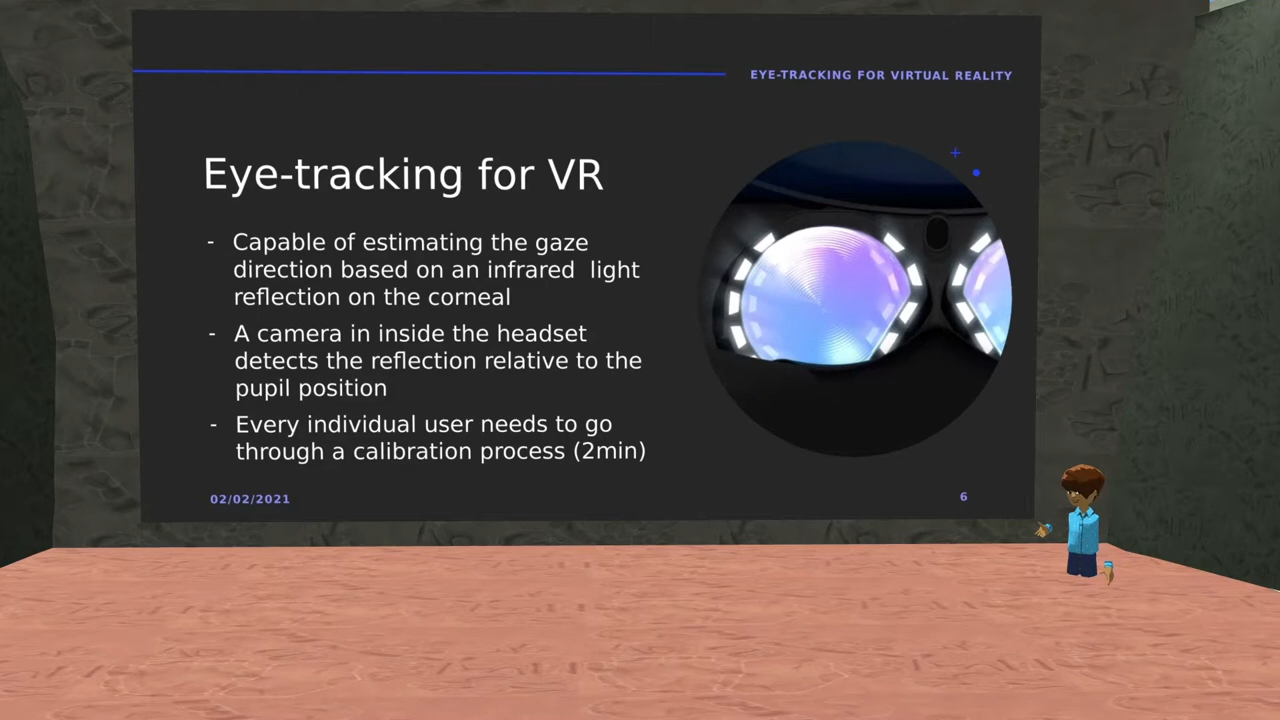 EYE-TRACKING FOR VIRTUAL REALITY
Eye-tracking for VR
- Capable of estimating the gaze
direction based on an infrared  light
reflection on the corneal
- A camera in inside the headset
detects the reflection relative to the
pupil position
- Every individual user needs to go
through a calibration process (2min)
02/02/2021
6